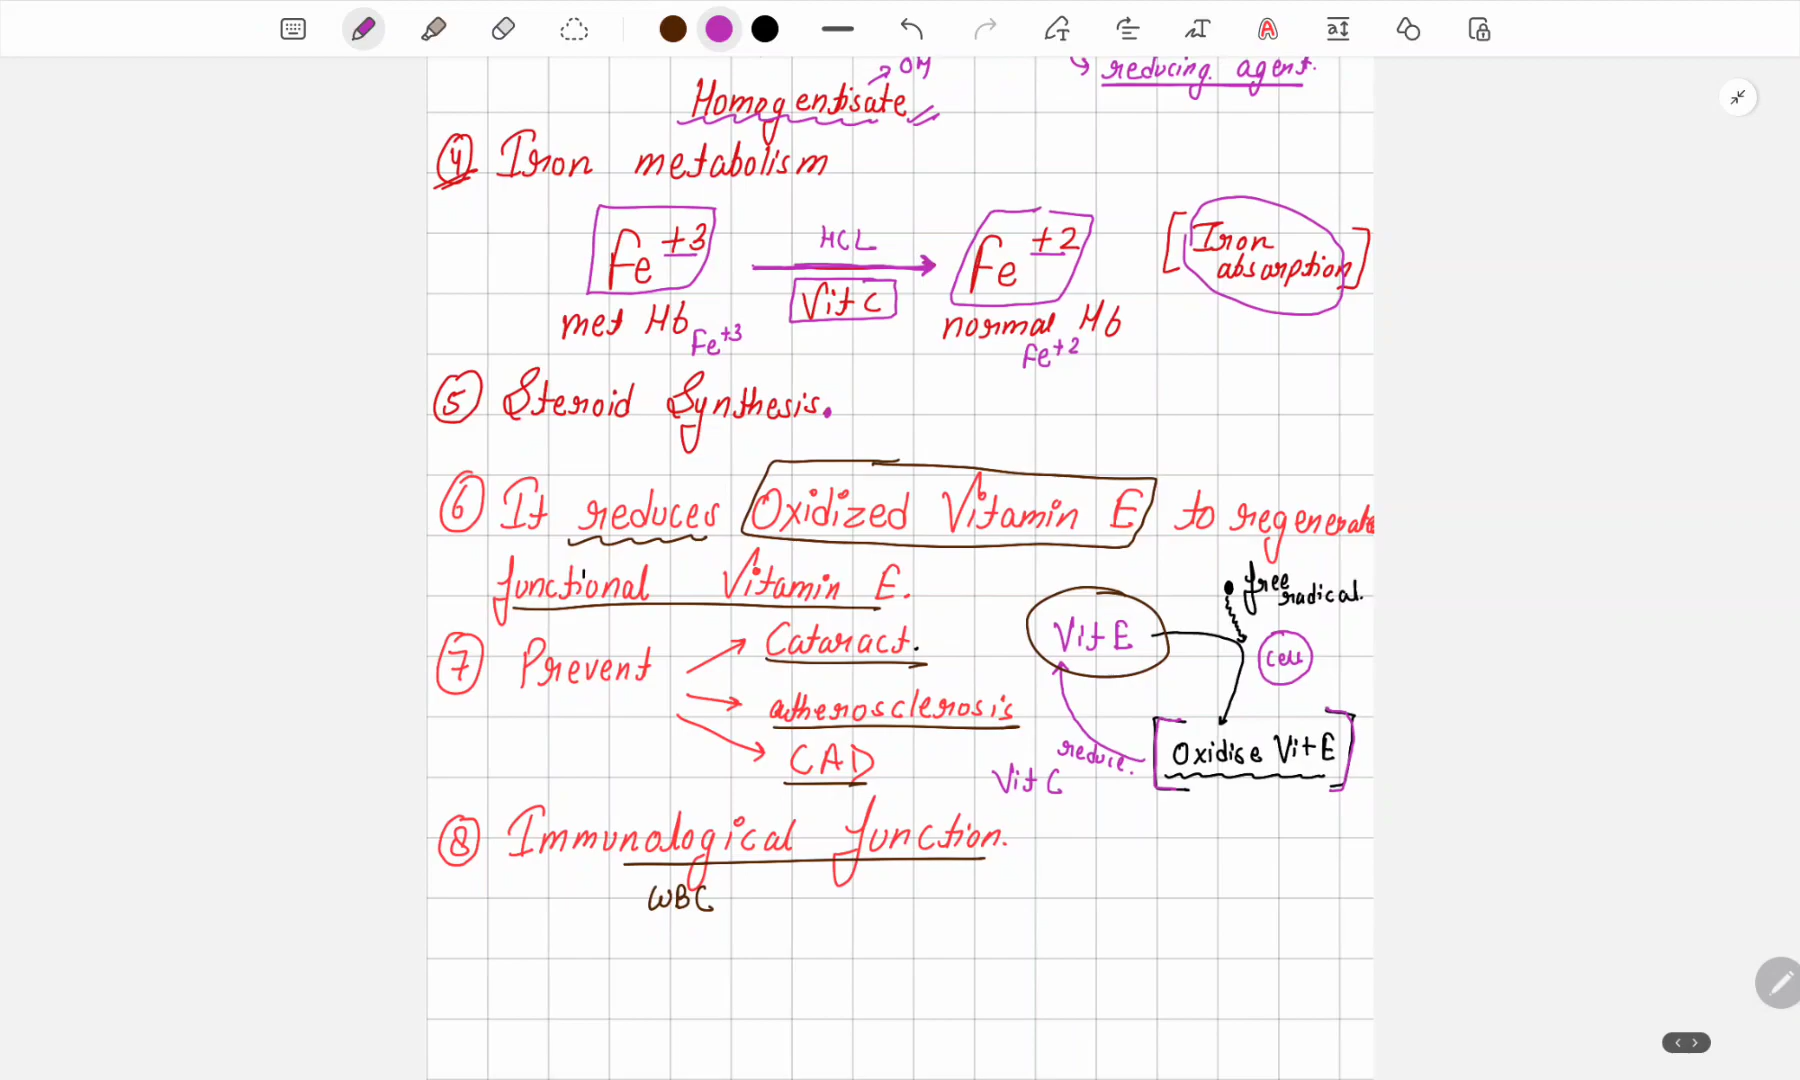 OH
reducing agent.
Homogentisate
④ Iron metabolism
Fe+3 HCL Fe+2 [Iron absorption]
Vit C
met Hb Fe+3 normal Hb Fe+2
⑤ Steroid Synthesis.
⑥ It reduces Oxidized Vitamin E to regenerate
functional Vitamin E.
free radical.
Vit E
Cell
⑦ Prevent Cataract.
atherosclerosis
CAD
Oxidise Vit E
reduce.
Vit C
⑧ Immunological function.
WBC